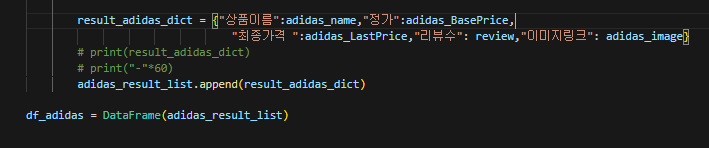 result_adidas_dict = {"상품이름":adidas_name,"정가":adidas_BasePrice,
"최종가격 ":adidas_LastPrice,"리뷰수": review,"이미지링크": adidas_image}
# print(result_adidas_dict)
# print("-"*60)
adidas_result_list.append(result_adidas_dict)
df_adidas = DataFrame(adidas_result_list)